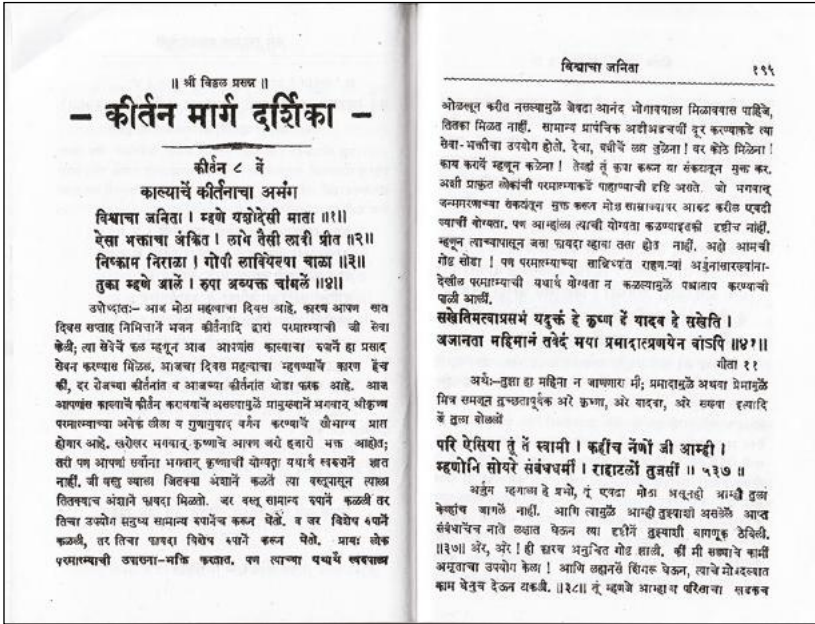 ॥ श्री विठ्ठल प्रसन्न ॥
– कीर्तन मार्ग दर्शिका –
कीर्तन ८ वें
काल्याचें कीर्तनाचा अभंग
विश्वाचा जनिता । म्हणे यशोदेसी माता ॥१॥
ऐसा भक्ताचा अंकित । लागे तैसी लावी प्रीत ॥२॥
निष्काम निराळा । गोपी लावियेल्या चाळा ॥३॥
तुका म्हणे आलें । रुपा अव्यक्त चांगलें ॥४॥
उपोद्घातः– आज मोठा महत्वाचा दिवस आहे. कारण आपण सात
दिवस सप्ताह निमित्तानें भजन कीर्तनादि द्वारा परमात्म्याची जी सेवा
केली; त्या सेवेचें फळ म्हणून आज आपणांस काल्याचा रुपानें हा प्रसाद
सेवन करण्यास मिळेल. आजचा दिवस महत्वाचा म्हणण्याचें कारण हेंच
कीं, दर रोजच्या कीर्तनांत व आजच्या कीर्तनांत थोडा फरक आहे. आज
आपणांस काल्याचें कीर्तन करावयाचें असल्यामुळें प्रामुख्यानें भगवान् श्रीकृष्ण
परमात्म्याच्या अनेक लीला व गुणानुवाद वर्णन करण्याचें सौभाग्य प्राप्त
होणार आहे. खरोखर भगवान् कृष्णाचे आपण जरी हजारों भक्त आहोत;
तरी पण आपणां सर्वांना भगवान् कृष्णाची योग्यता यथार्थ स्वरुपानें ज्ञात
नाहीं. जी वस्तु ज्याला जितक्या अंशानें कळते त्या वस्तूपासून त्याला
तितक्याच अंशानें फायदा मिळतो. जर वस्तू सामान्य रुपानें कळली तर
तिचा उपयोग मनुष्य सामान्य रुपानेंच करून घेतो. व जर विशेष रुपानें
कळली, तर तिचा फायदा विशेष रुपानें करून घेतो. प्रायः लोक
परमात्म्याची उपासना–भक्ति करतात. पण त्याच्या यथार्थ स्वरुपाला
विश्वाचा जनिता १९५
ओळखून करीत नसल्यामुळें जेवढा आनंद भोगावयाला मिळावयास पाहिजे,
तितका मिळत नाहीं. सामान्य प्रापंचिक अडीअडचणीं दूर करण्याकडे त्या
सेवा–भक्तीचा उपयोग होतो. देवा, यंदीचें लग्न जुळेना ! वर कोठे मिळेना !
काय करावें म्हणून कळेना ! तेव्हां तूं कृपा करून या संकटातून मुक्त कर.
अशी प्राकृत लोकांची परमात्म्याकडे पाहाण्याची दृष्टि असते. जो भगवान्
जन्ममरणाच्या संकटांतून मुक्त करून मोक्ष साम्राज्यावर आरुढ करील एवढी
ज्याची योग्यता. पण आम्हांला त्याची योग्यता कळण्याइतकी दृष्टीच नाहीं.
म्हणून त्याच्यापासून जसा फायदा व्हावा तसा होत नाहीं. अहो आमची
गोष्ट सोडा ! पण परमात्म्याच्या सान्निध्यांत राहणाऱ्या अर्जुनासारख्यांना–
देखील परमात्म्याची यथार्थ योग्यता न कळल्यामुळें पश्चाताप करण्याची
पाळी आली.
सखेतिमत्वाप्रसभं यदुक्तं हे कृष्ण हे यादव हे सखेति ।
अजानता महिमानं तवेदं मया प्रमादात्प्रणयेन वाऽपि ॥४१॥
गीता ११
अर्थः–तुझा हा महिमा न जाणणारा मी; प्रमादामुळें अथवा प्रेमामुळें
मित्र समजून तुच्छतापूर्वक अरे कृष्णा, अरे यादवा, अरे सख्या इत्यादि
जें तुला बोललों
परि ऐसिया तूं तें स्वामी । कहींच नेणों जी आम्ही ।
म्हणोनि सोयरे संबंधधर्मी । राहाटलों तुजसीं ॥ ५३७ ॥
अर्जुन म्हणाला हे प्रभो, तूं एवढा मोठा असूनही आम्ही तुला
केव्हांच जाणलें नाहीं. आणि त्यामुळें आम्ही तुझ्याशी असलेलें आप्त
संबंधाचेंच नातें लक्षात घेऊन त्या दृष्टीनें तुझ्याशी वागणूक ठेविली.
॥३७॥ अरेरे, अरेरे ! ही फारच अनुचित गोष्ट झाली. कीं मी सड्याचे कामीं
अमृताचा उपयोग केला ! आणि लहानसें शिंगरू घेऊन, त्याचे मोबदल्यात
काम धेनुच देऊन टाकली. ॥३८॥ तूं म्हणजे आम्हाला परिसाचा खडकच